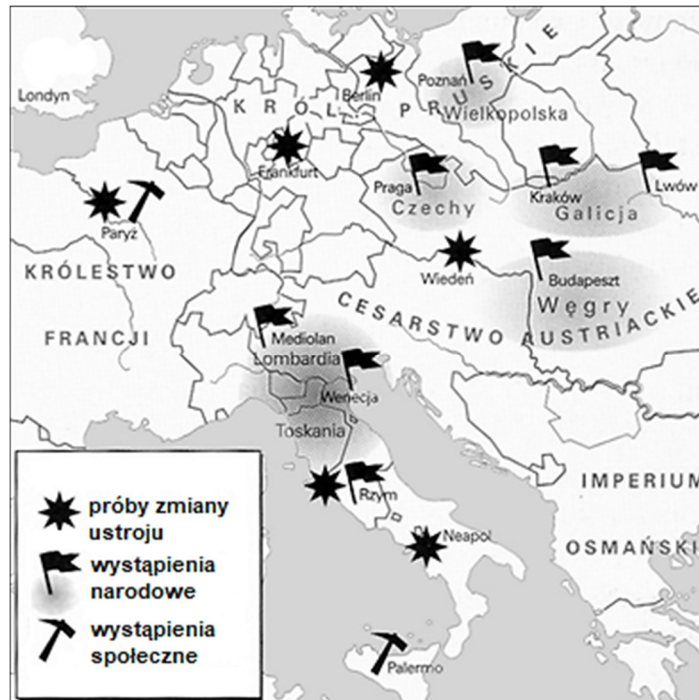 Londyn
Berlin
Poznań
KRÓL. PRUSKIE
Wielkopolska
Frankfurt
Praga
Czechy
Kraków
Galicja
Lwów
Paryż
KRÓLESTWO
FRANCJI
Wiedeń
Budapeszt
Węgry
CESARSTWO AUSTRIACKIE
Mediolan
Lombardia
Wenecja
Toskania
Rzym
Neapol
Palermo
IMPERIUM
OSMAŃSKI
próby zmiany
ustroju
wystąpienia
narodowe
wystąpienia
społeczne